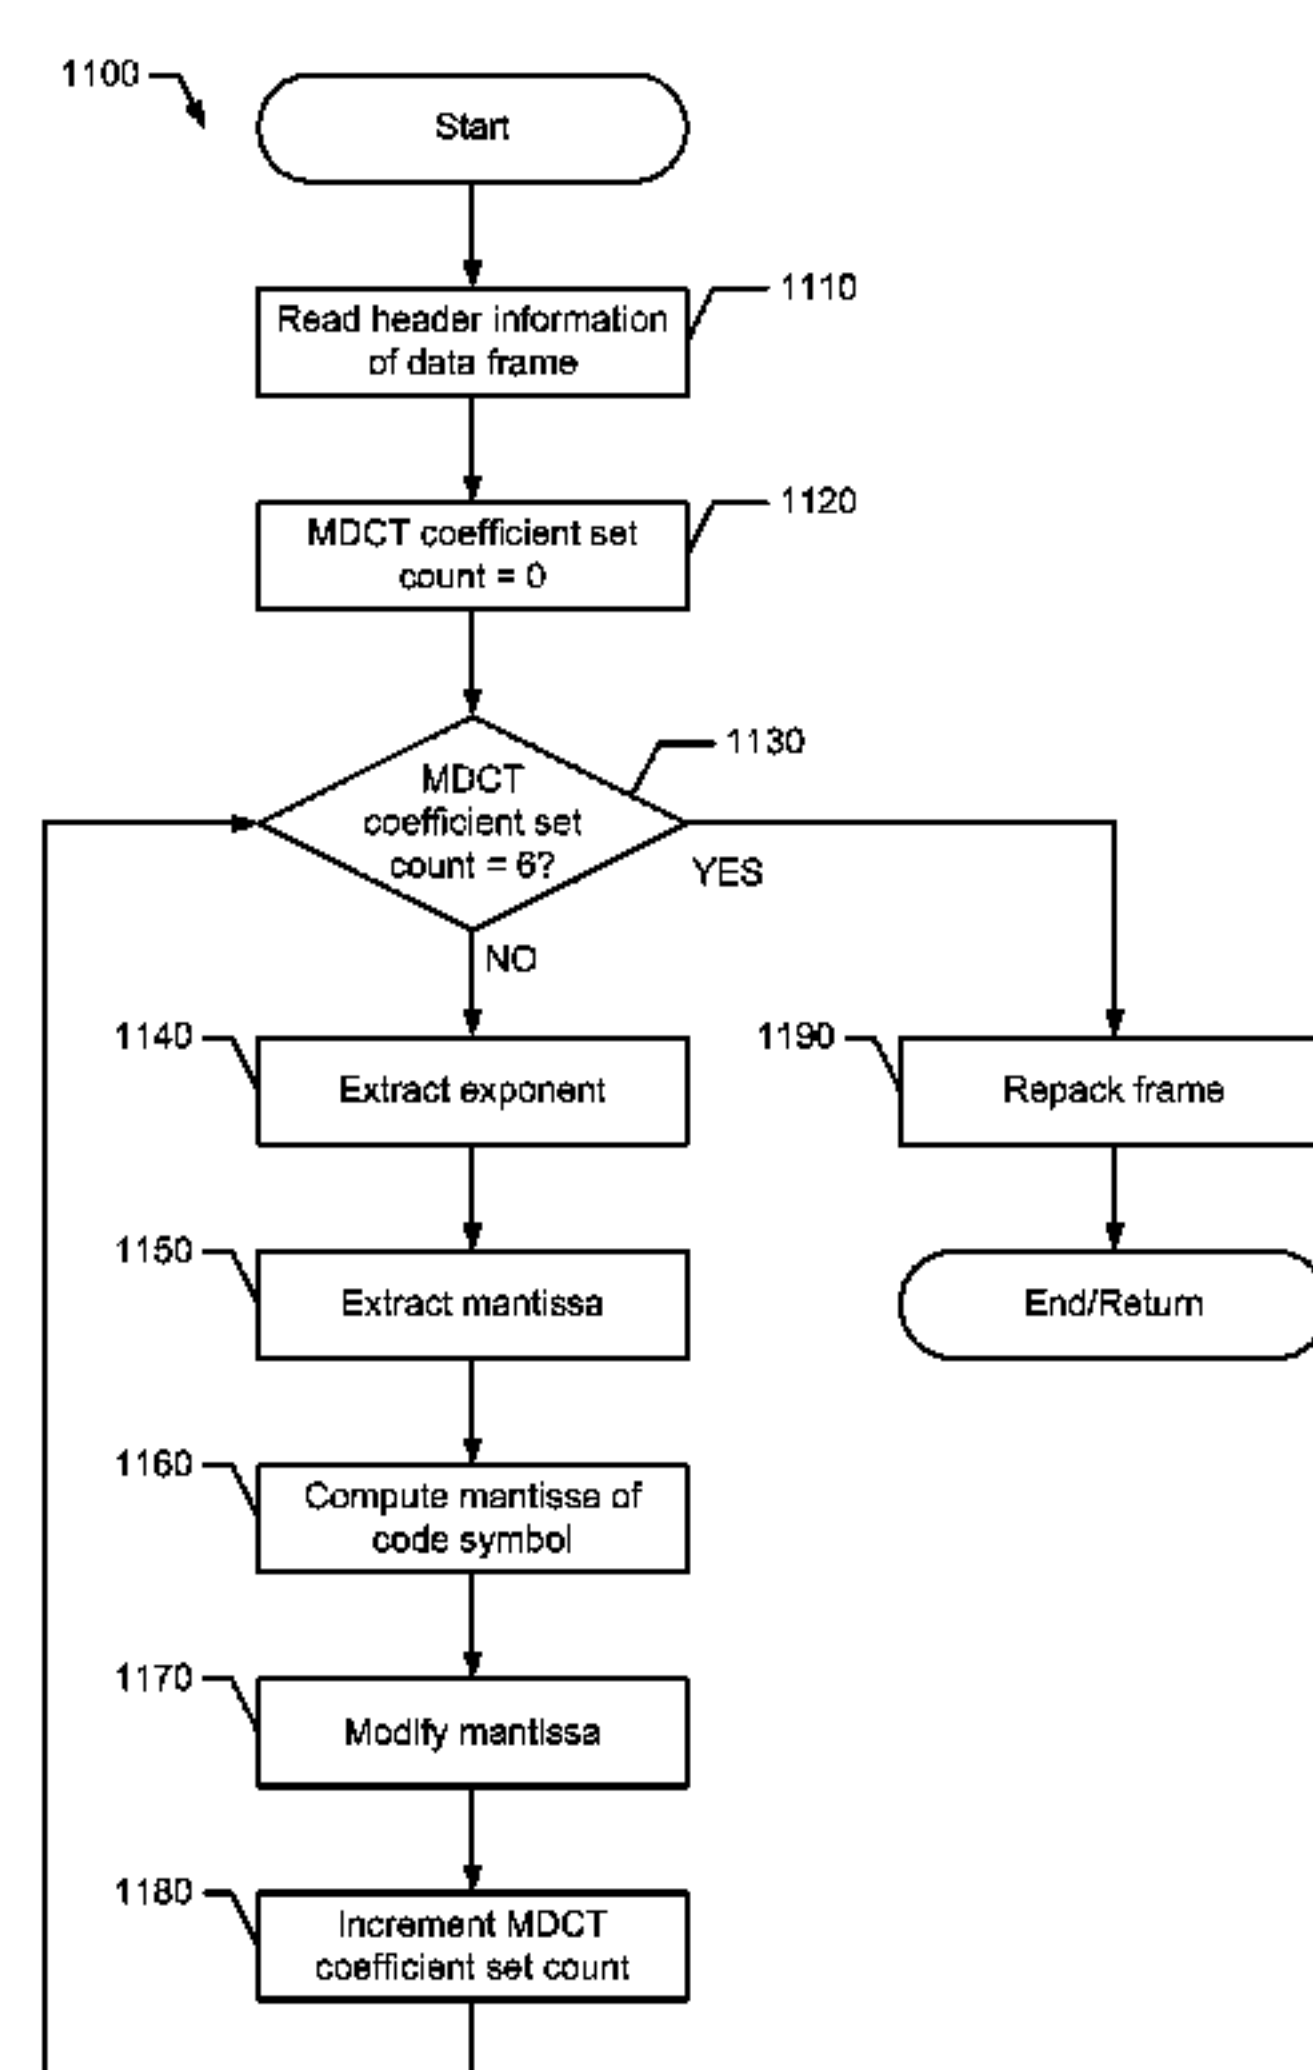 1100
Start
1110
Read header information
of data frame
1120
MDCT coefficient set
count = 0
1130
MDCT
coefficient set
count = 6?
YES
NO
1140
Extract exponent
1190
Repack frame
1150
Extract mantissa
End/Return
1160
Compute mantissa of
code symbol
1170
Modify mantissa
1180
Increment MDCT
coefficient set count